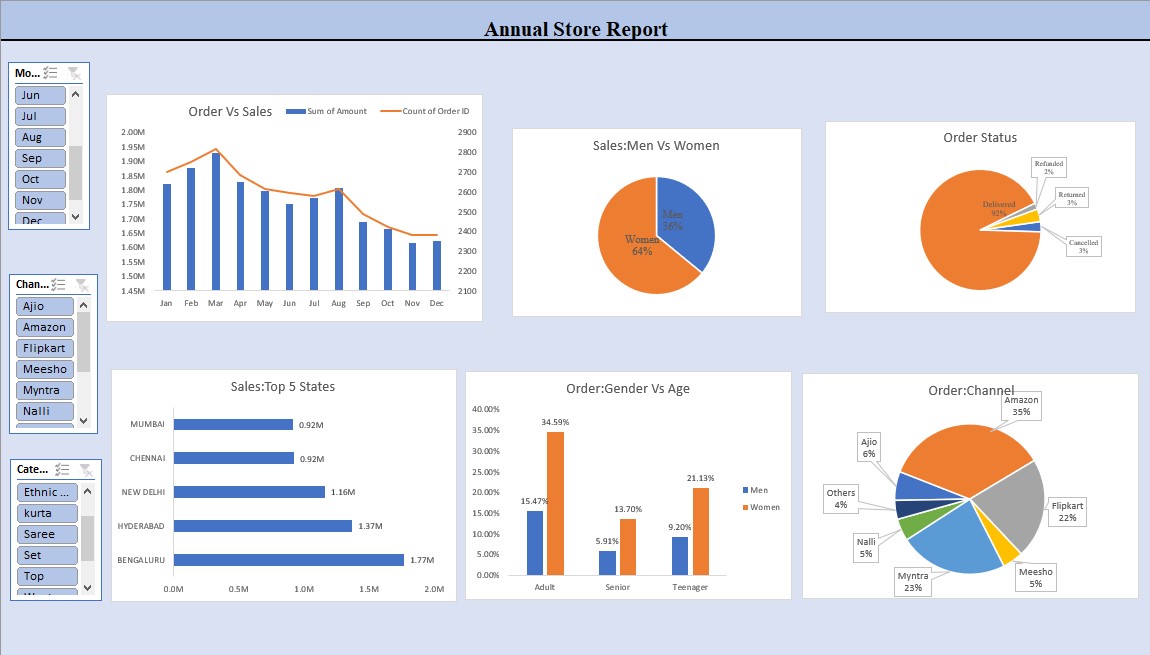 Annual Store Report
Mo...
Jun
Jul
Aug
Sep
Oct
Nov
Dec
Order Vs Sales
Sum of Amount
Count of Order ID
2.00M
1.95M
1.90M
1.85M
1.80M
1.75M
1.70M
1.65M
1.60M
1.55M
1.50M
1.45M
2900
2800
2700
2600
2500
2400
2300
2200
2100
Jan Feb Mar Apr May Jun Jul Aug Sep Oct Nov Dec
Sales:Men Vs Women
Men
36%
Women
64%
Order Status
Refunded
2%
Returned
3%
Delivered
92%
Cancelled
3%
Chan...
Ajio
Amazon
Flipkart
Meesho
Myntra
Nalli
Sales:Top 5 States
MUMBAI 0.92M
CHENNAI 0.92M
NEW DELHI 1.16M
HYDERABAD 1.37M
BENGALURU 1.77M
0.0M 0.5M 1.0M 1.5M 2.0M
Order:Gender Vs Age
40.00%
35.00%
30.00%
25.00%
20.00%
15.00%
10.00%
5.00%
0.00%
34.59%
15.47%
13.70%
5.91%
21.13%
9.20%
Men
Women
Adult Senior Teenager
Order:Channel
Amazon
35%
Ajio
6%
Others
4%
Flipkart
22%
Nalli
5%
Meesho
5%
Myntra
23%
Cate...
Ethnic ...
kurta
Saree
Set
Top